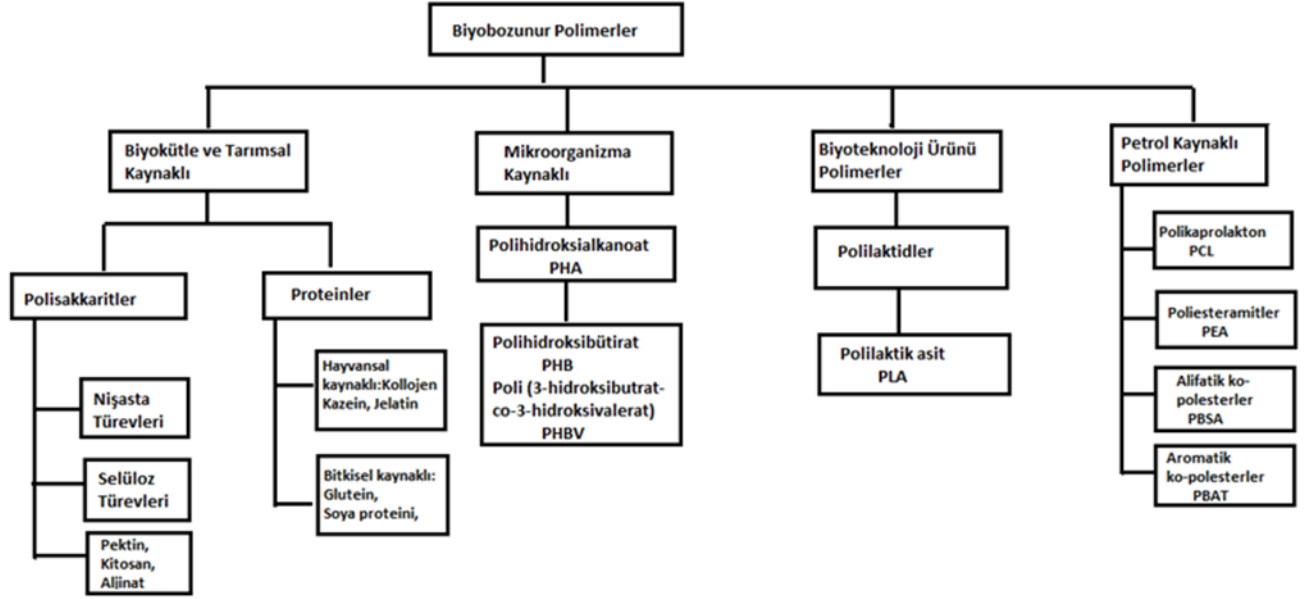 Biyobozunur Polimerler
Biyokütle ve Tarımsal
Kaynaklı
Mikroorganizma
Kaynaklı
Biyoteknoloji Ürünü
Polimerler
Petrol Kaynaklı
Polimerler
Polisakkaritler
Proteinler
Nişasta
Türevleri
Selüloz
Türevleri
Pektin,
Kitosan,
Aljinat
Hayvansal
kaynaklı:Kollojen
Kazein, Jelatin
Bitkisel kaynaklı:
Glutein,
Soya proteini,
Polihidroksialkanoat
PHA
Polihidroksibütirat
PHB
Poli (3-hidroksibutrat-
co-3-hidroksivalerat)
PHBV
Polilaktidler
Polilaktik asit
PLA
Polikaprolakton
PCL
Poliesteramitler
PEA
Alifatik ko-
polesterler
PBSA
Aromatik
ko-polesterler
PBAT